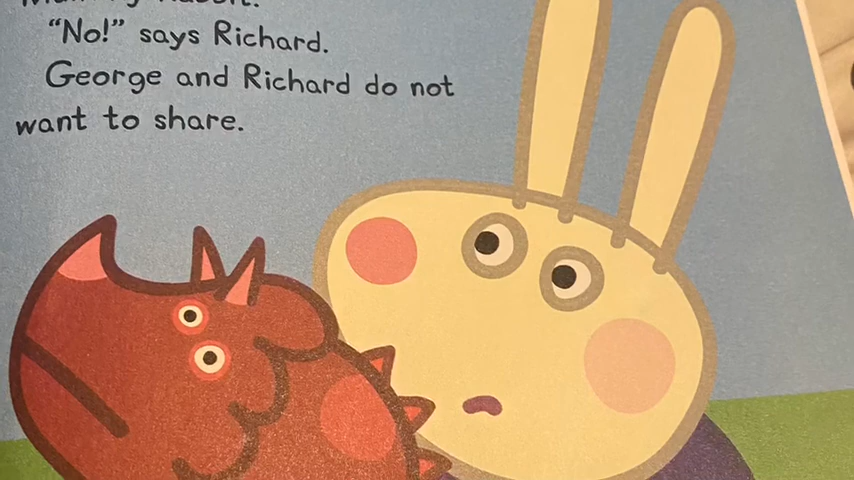 “No!” says Richard.
George and Richard do not
want to share.